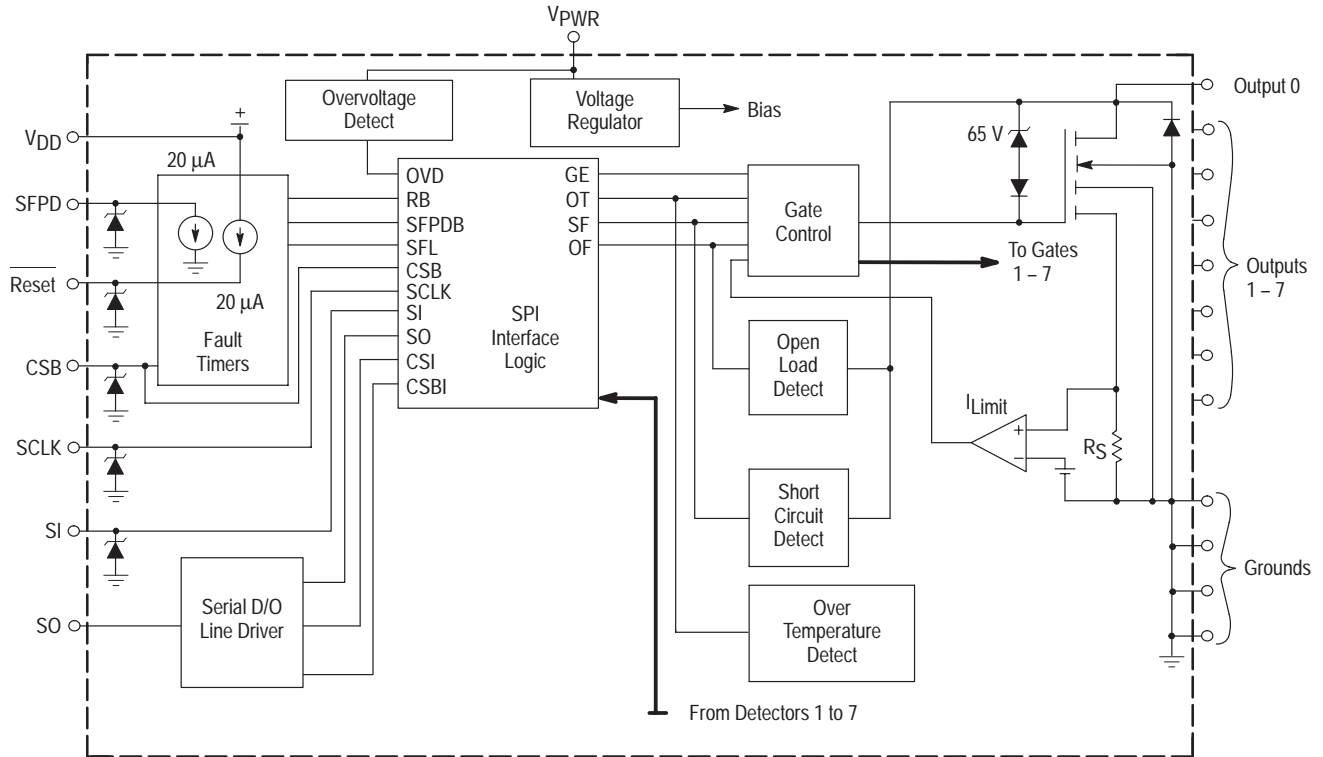 VPWR
Overvoltage
Detect
Voltage
Regulator
Bias
Output 0
VDD
+
20 μA
65 V
SFPD
OVD
RB
SFPDB
SFL
CSB
SCLK
SI
SO
CSI
CSBI
GE
OT
SF
OF
SPI
Interface
Logic
Gate
Control
To Gates
1 – 7
Outputs
1 – 7
Reset
20 μA
Fault
Timers
CSB
Open
Load
Detect
ILimit
+
–
RS
SCLK
Short
Circuit
Detect
SI
Grounds
Serial D/O
Line Driver
SO
Over
Temperature
Detect
From Detectors 1 to 7